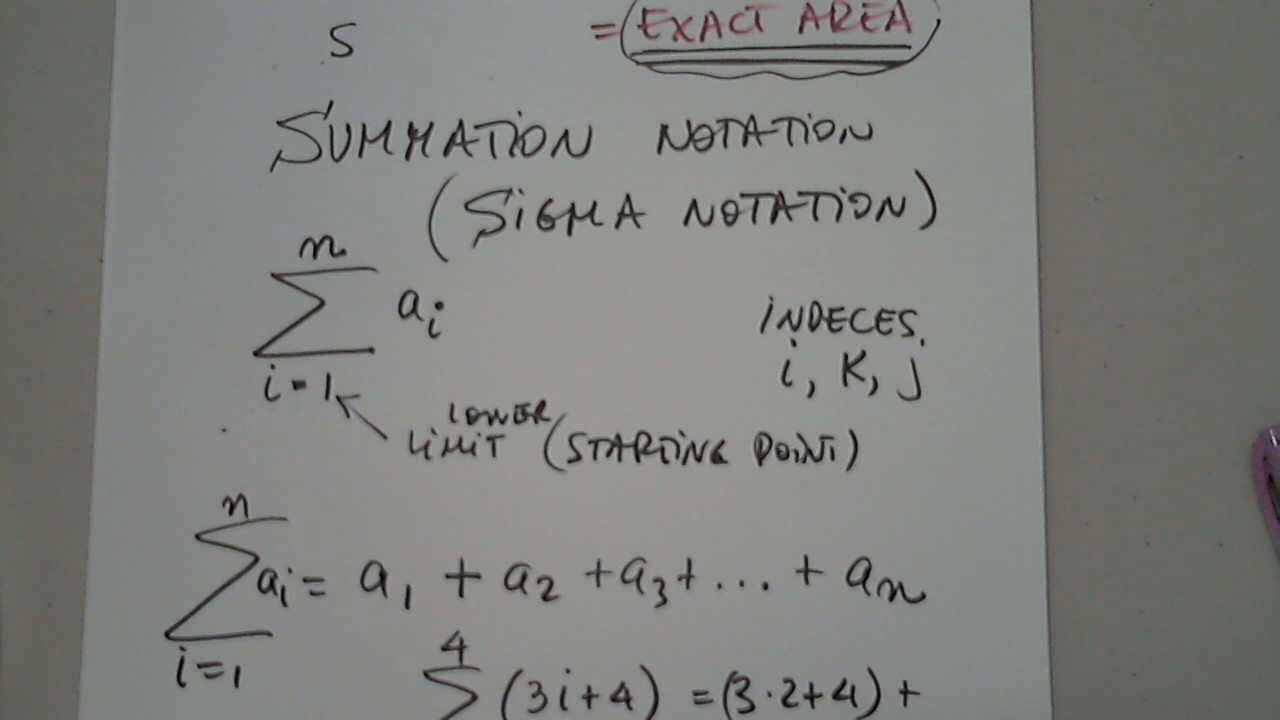 S = EXACT AREA
SUMMATION NOTATION
(SIGMA NOTATION)
n
∑ aᵢ
i=1
INDECES
i, K, j
LOWER
LIMIT (STARTING POINT)
n
∑ aᵢ = a₁ + a₂ + a₃ + ... + aₙ
i=1
4
∑ (3i+4) = (3·2+4) +